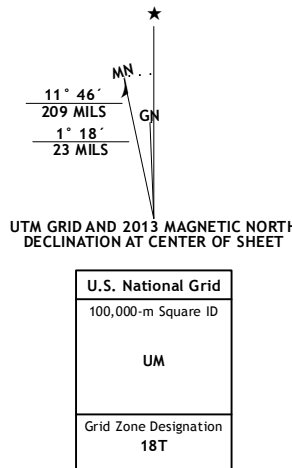 MN
11° 46´
209 MILS
GN
1° 18´
23 MILS
UTM GRID AND 2013 MAGNETIC NORTH
DECLINATION AT CENTER OF SHEET
U.S. National Grid
100,000-m Square ID
UM
Grid Zone Designation
18T